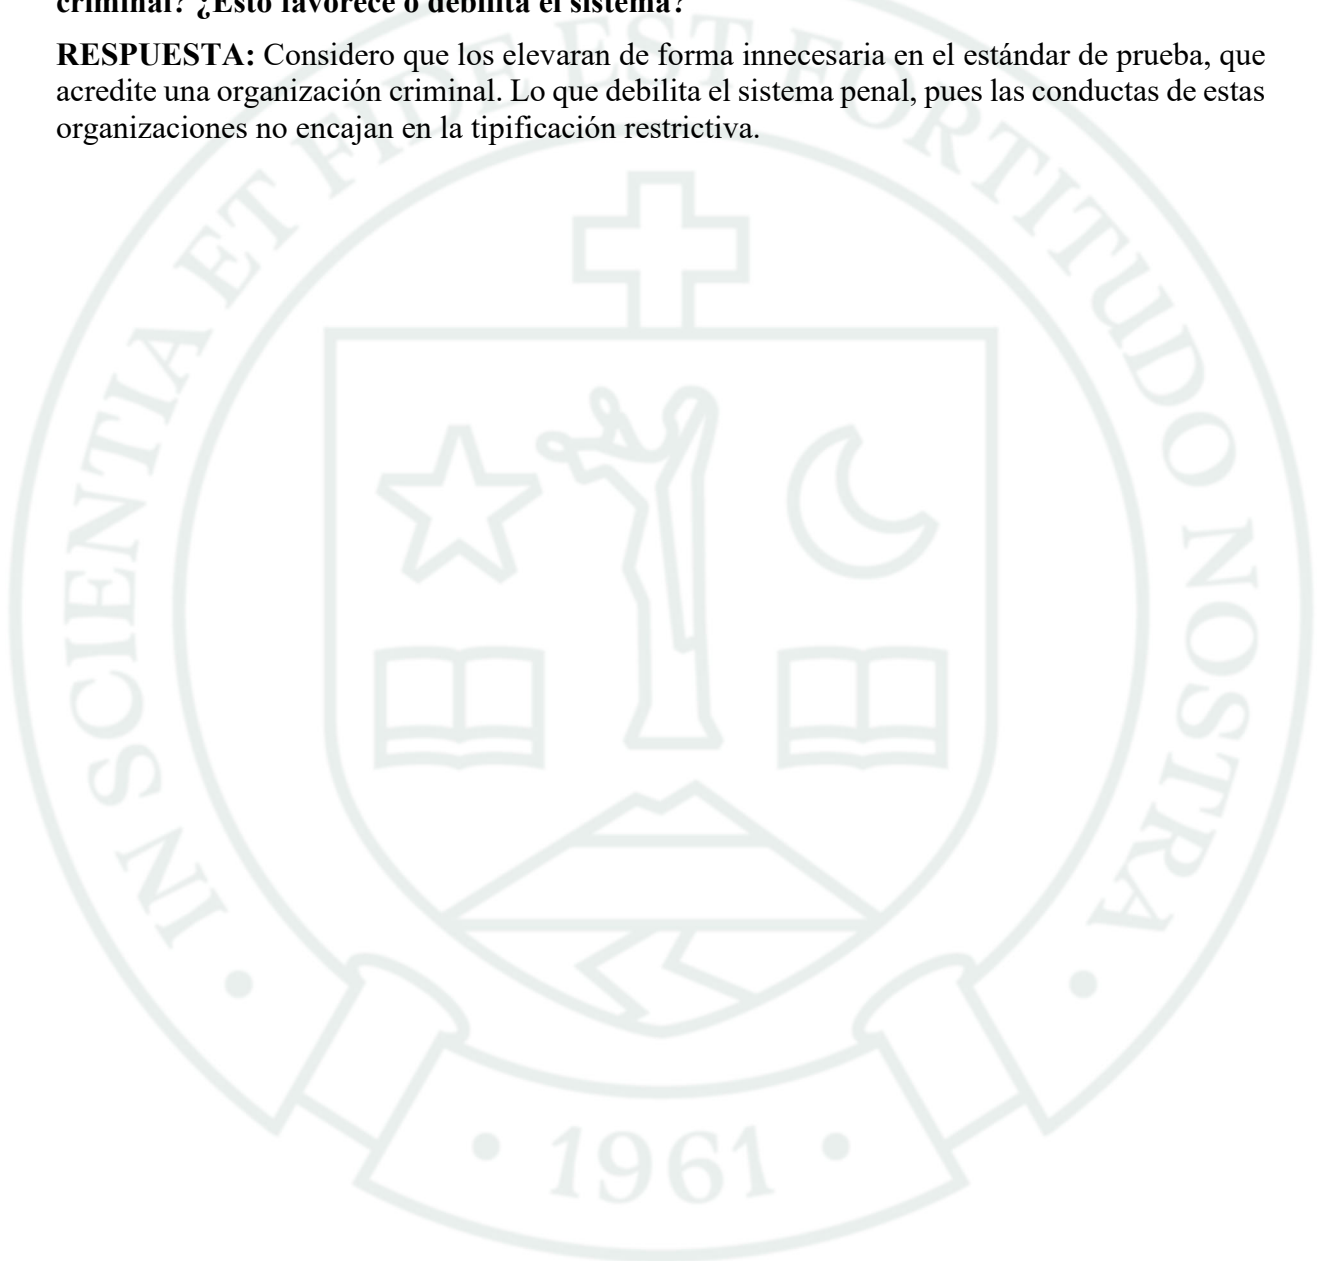 criminal? ¿Esto favorece o debilita el sistema?
RESPUESTA: Considero que los elevaran de forma innecesaria en el estándar de prueba, que
acredite una organización criminal. Lo que debilita el sistema penal, pues las conductas de estas
organizaciones no encajan en la tipificación restrictiva.
IN SCIENTIA ET FIDE EST FORTITUDO NOSTRA
• 1961 •